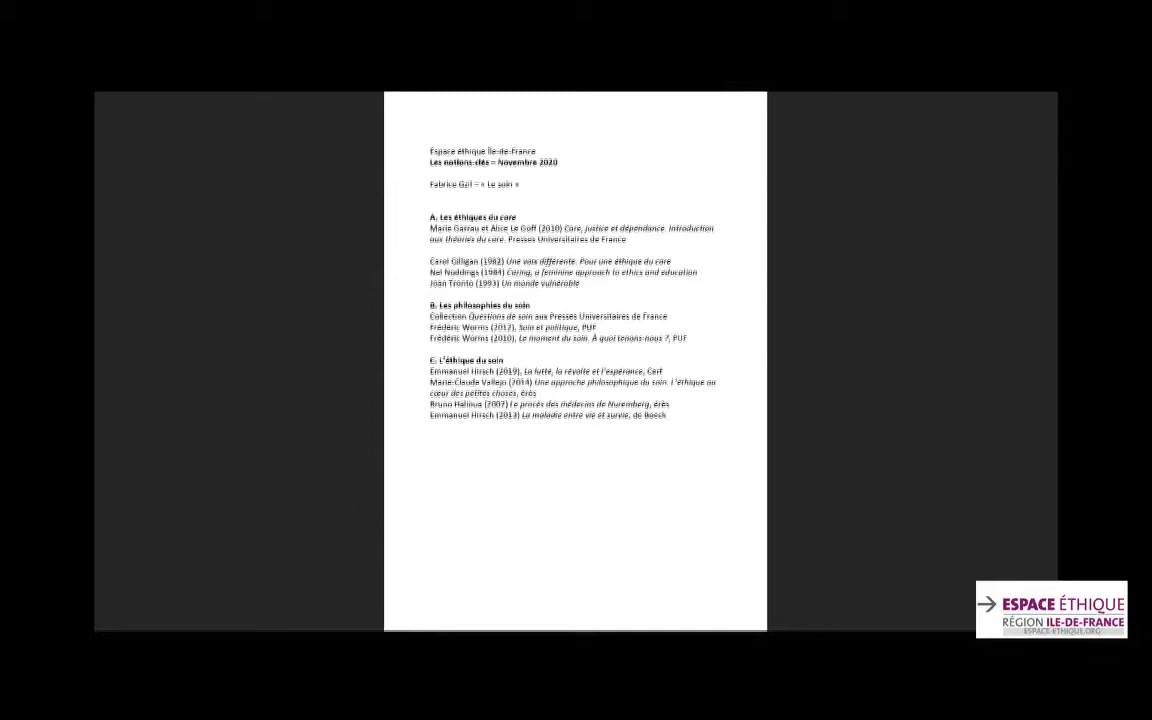 Espace éthique Île-de-France
Les notions-clés – Novembre 2020
Fabrice Gzil – « Le soin »
A. Les éthiques du care
Marie Garrau et Alice Le Goff (2010) Care, justice et dépendance. Introduction
aux théories du care. Presses Universitaires de France
Carol Gilligan (1982) Une voix différente. Pour une éthique du care
Nel Noddings (1984) Caring, a feminine approach to ethics and education
Joan Tronto (1993) Un monde vulnérable
B. Les philosophies du soin
Collection Questions de soin aux Presses Universitaires de France
Frédéric Worms (2012), Soin et politique, PUF
Frédéric Worms (2010), Le moment du soin. À quoi tenons-nous ?, PUF
C. L'éthique du soin
Emmanuel Hirsch (2019), La lutte, la révolte et l'espérance, Cerf
Marie-Claude Vallejo (2014) Une approche philosophique du soin. L'éthique au
cœur des petites choses, érès
Bruno Halioua (2007) Le procès des médecins de Nuremberg, érès
Emmanuel Hirsch (2013) La maladie entre vie et survie, de Boeck
→ ESPACE ÉTHIQUE
RÉGION ILE-DE-FRANCE
ESPACE-ETHIQUE.ORG